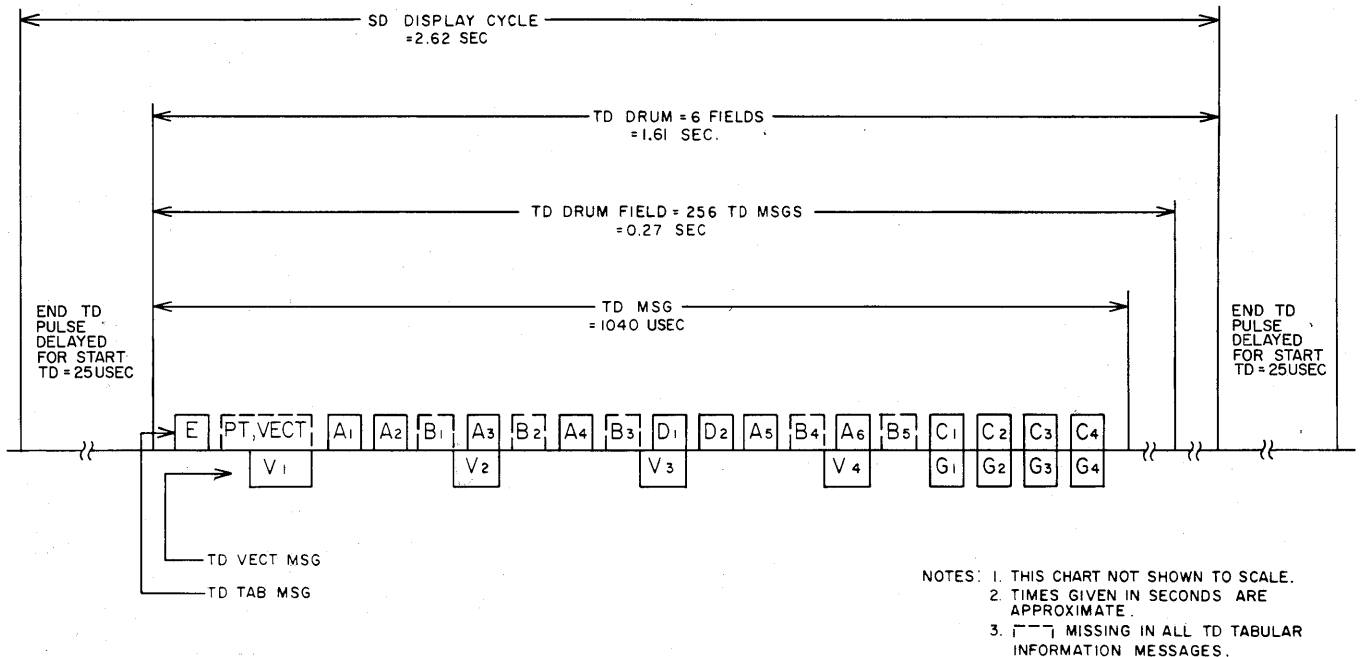 SD DISPLAY CYCLE
=2.62 SEC
TD DRUM = 6 FIELDS
=1.61 SEC.
TD DRUM FIELD = 256 TD MSGS
=0.27 SEC
TD MSG
=1040 USEC
END TD
PULSE
DELAYED
FOR START
TD = 25USEC
END TD
PULSE
DELAYED
FOR START
TD = 25USEC
E PT, VECT A1 A2 B1 A3 B2 A4 B3 D1 D2 A5 B4 A6 B5 C1 C2 C3 C4
V1 V2 V3 V4 G1 G2 G3 G4
TD VECT MSG
TD TAB MSG
NOTES: 1. THIS CHART NOT SHOWN TO SCALE.
2. TIMES GIVEN IN SECONDS ARE
APPROXIMATE.
3. MISSING IN ALL TD TABULAR
INFORMATION MESSAGES.